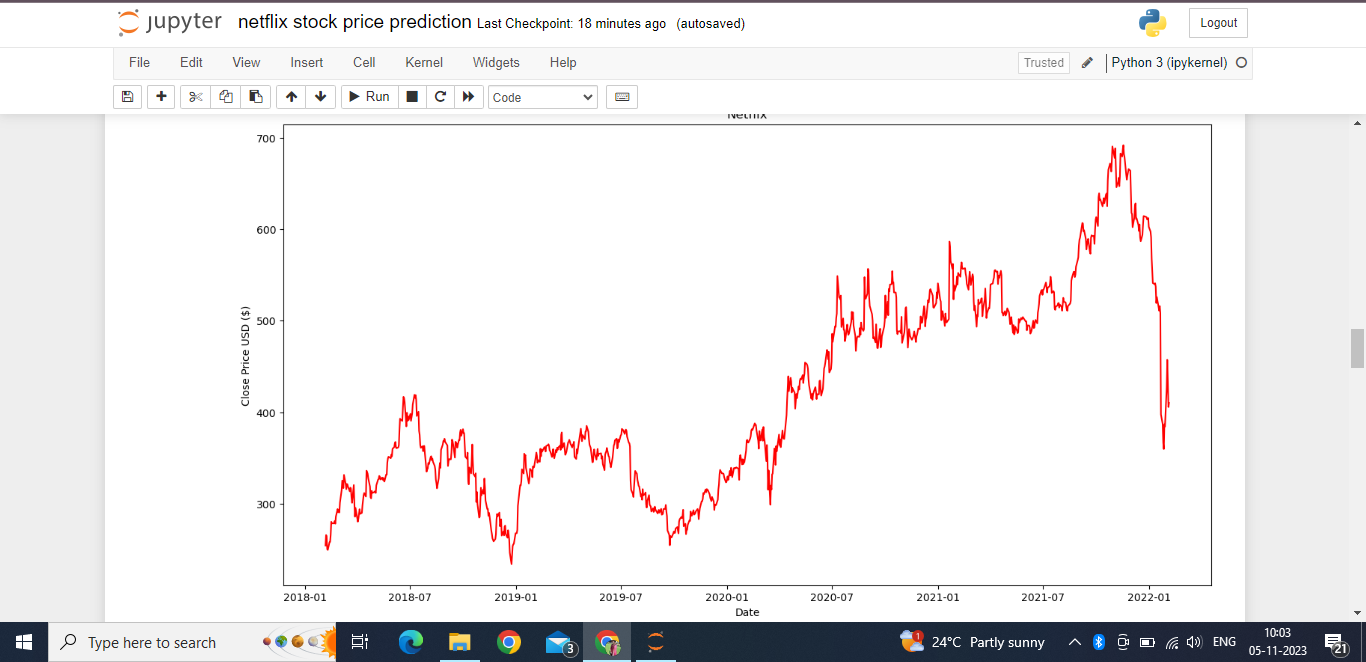 jupyter netflix stock price prediction Last Checkpoint: 18 minutes ago (autosaved) Logout
File Edit View Insert Cell Kernel Widgets Help Trusted Python 3 (ipykernel)
Run Code
Netflix
700
600
500
400
300
Close Price USD ($)
2018-01 2018-07 2019-01 2019-07 2020-01 2020-07 2021-01 2021-07 2022-01
Date
Type here to search 3 1 24°C Partly sunny ENG 10:03
05-11-2023 21